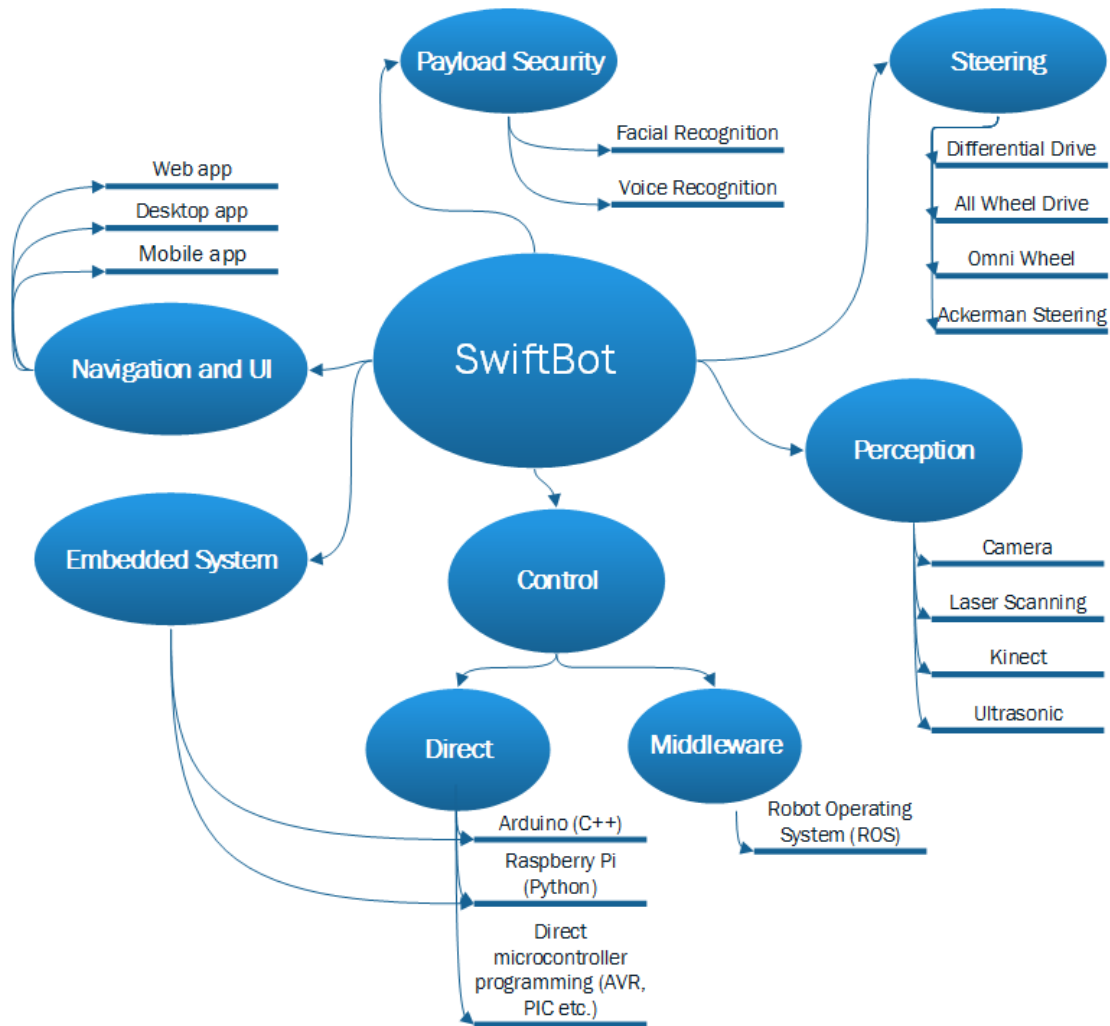 Payload Security
Steering
Facial Recognition
Voice Recognition
Differential Drive
All Wheel Drive
Omni Wheel
Ackerman Steering
Web app
Desktop app
Mobile app
Navigation and UI
SwiftBot
Perception
Camera
Laser Scanning
Kinect
Ultrasonic
Embedded System
Control
Direct
Middleware
Arduino (C++)
Raspberry Pi
(Python)
Direct
microcontroller
programming (AVR,
PIC etc.)
Robot Operating
System (ROS)